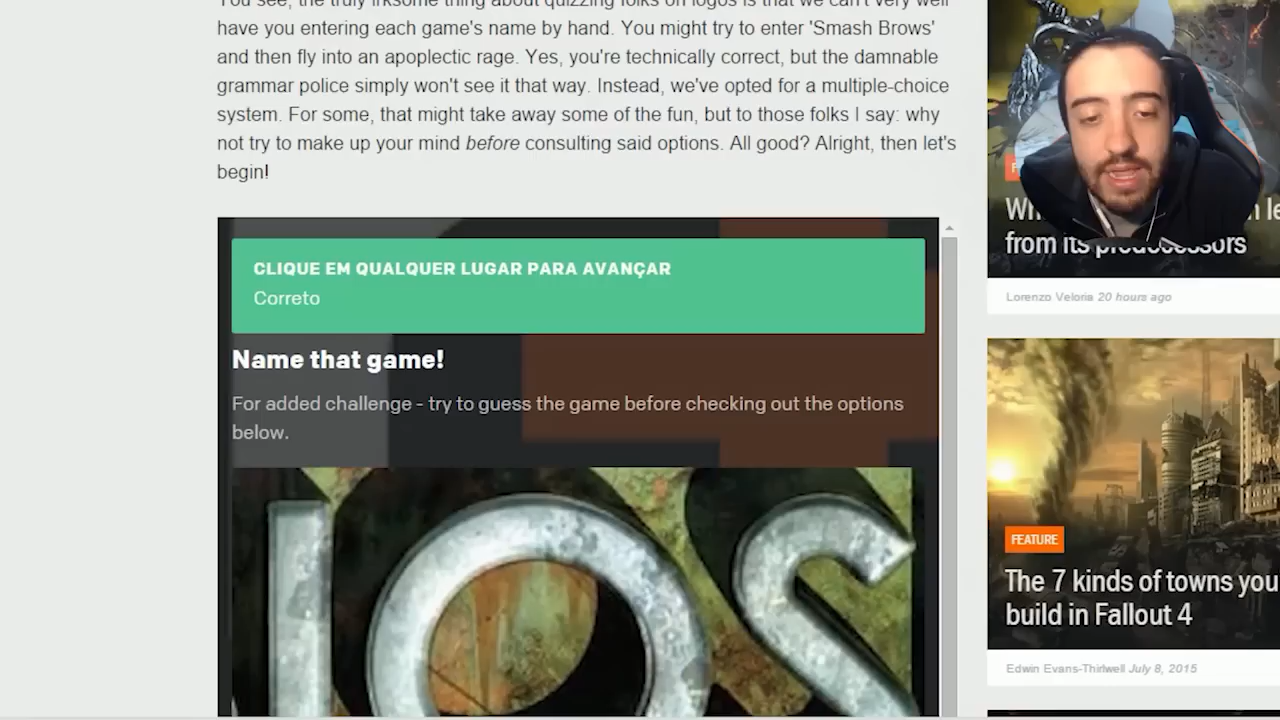 You see, the truly irksome thing about quizzing folks on logos is that we can't very well
have you entering each game's name by hand. You might try to enter 'Smash Brows'
and then fly into an apoplectic rage. Yes, you're technically correct, but the damnable
grammar police simply won't see it that way. Instead, we've opted for a multiple-choice
system. For some, that might take away some of the fun, but to those folks I say: why
not try to make up your mind before consulting said options. All good? Alright, then let's
begin!
CLIQUE EM QUALQUER LUGAR PARA AVANÇAR
Correto
Name that game!
For added challenge - try to guess the game before checking out the options
below.
IOS
from its predecessors
Lorenzo Veloria 20 hours ago
FEATURE
The 7 kinds of towns you
build in Fallout 4
Edwin Evans-Thirlwell July 8, 2015